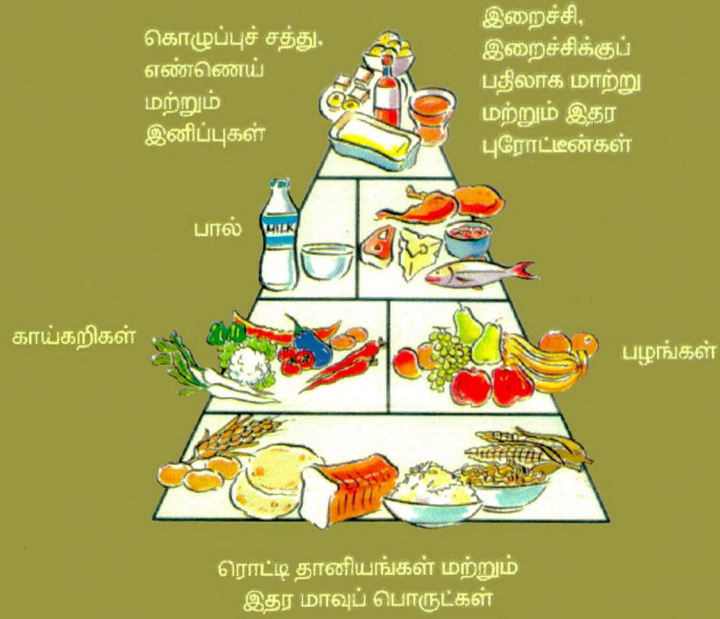 கொழுப்புச் சத்து,
எண்ணெய்
மற்றும்
இனிப்புகள்
இறைச்சி,
இறைச்சிக்குப்
பதிலாக மாற்று
மற்றும் இதர
புரோட்டீன்கள்
பால்
MILK
காய்கறிகள்
பழங்கள்
ரொட்டி தானியங்கள் மற்றும்
இதர மாவுப் பொருட்கள்